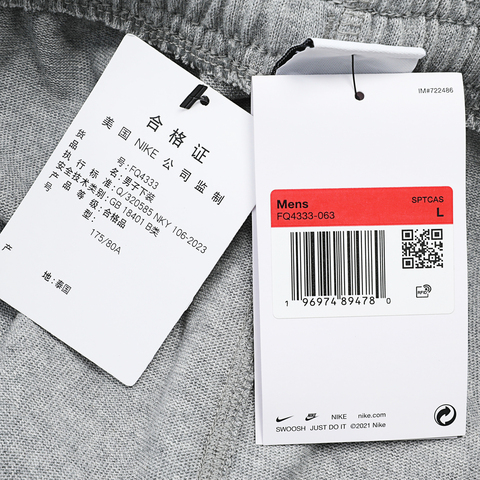 合格证
美国 NIKE 公司监制
货号: FQ4333
品名: 男子下装
执行标准: Q/320585 NKY 106-2023
安全技术类别: GB 18401 B类
产品等级: 合格品
型: 175/80A
产地: 泰国
IM#722486
Mens
SPTCAS
FQ4333-063
L
1 96974 89478 0
RFID
NIKE
nike.com
SWOOSH
JUST DO IT
©2021 Nike